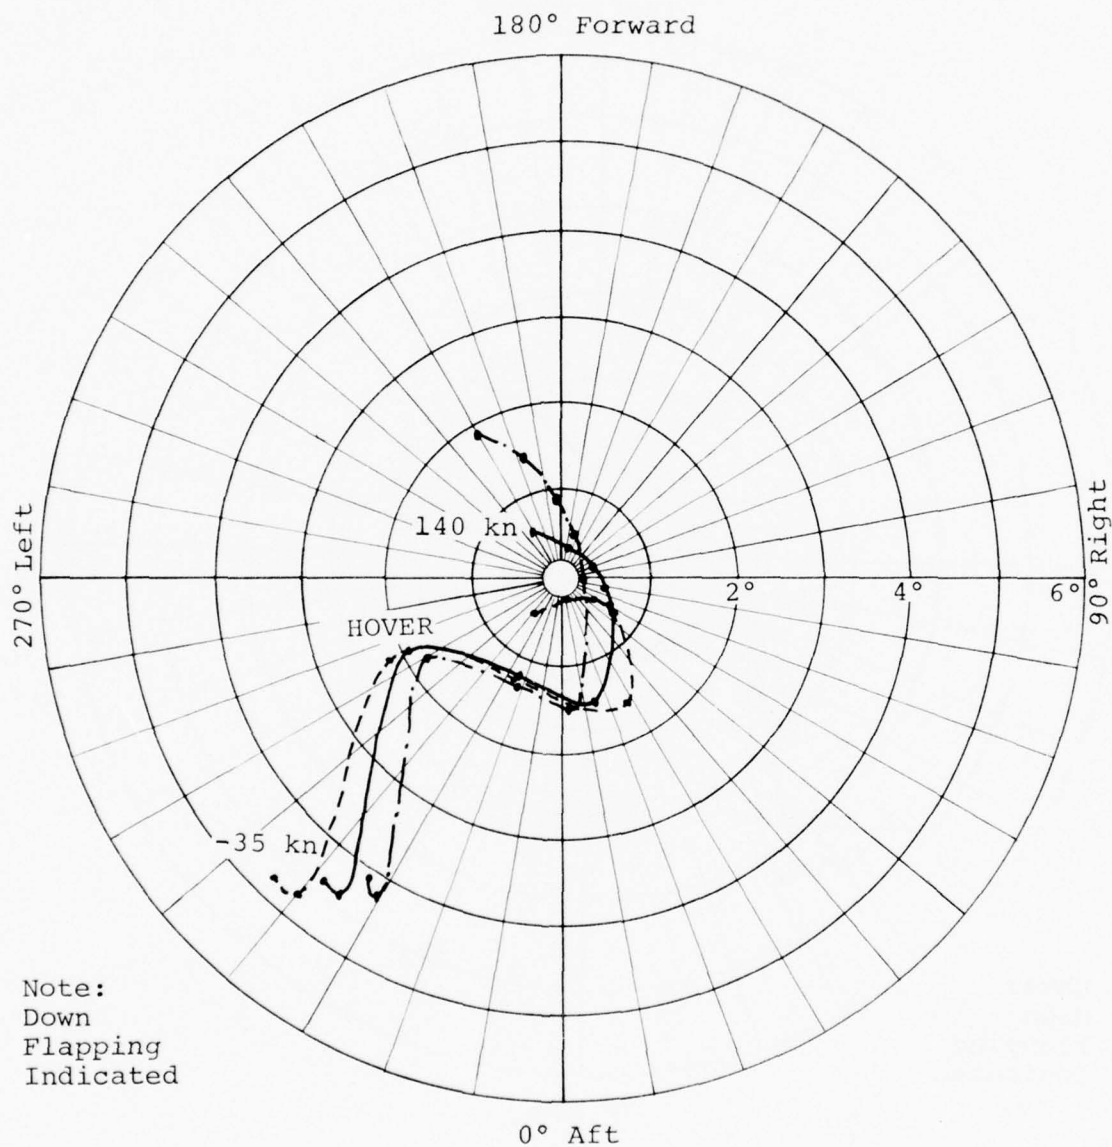 180° Forward
140 kn
270° Left
2°
4°
6°
90° Right
HOVER
-35 kn
Note:
Down
Flapping
Indicated
0° Aft